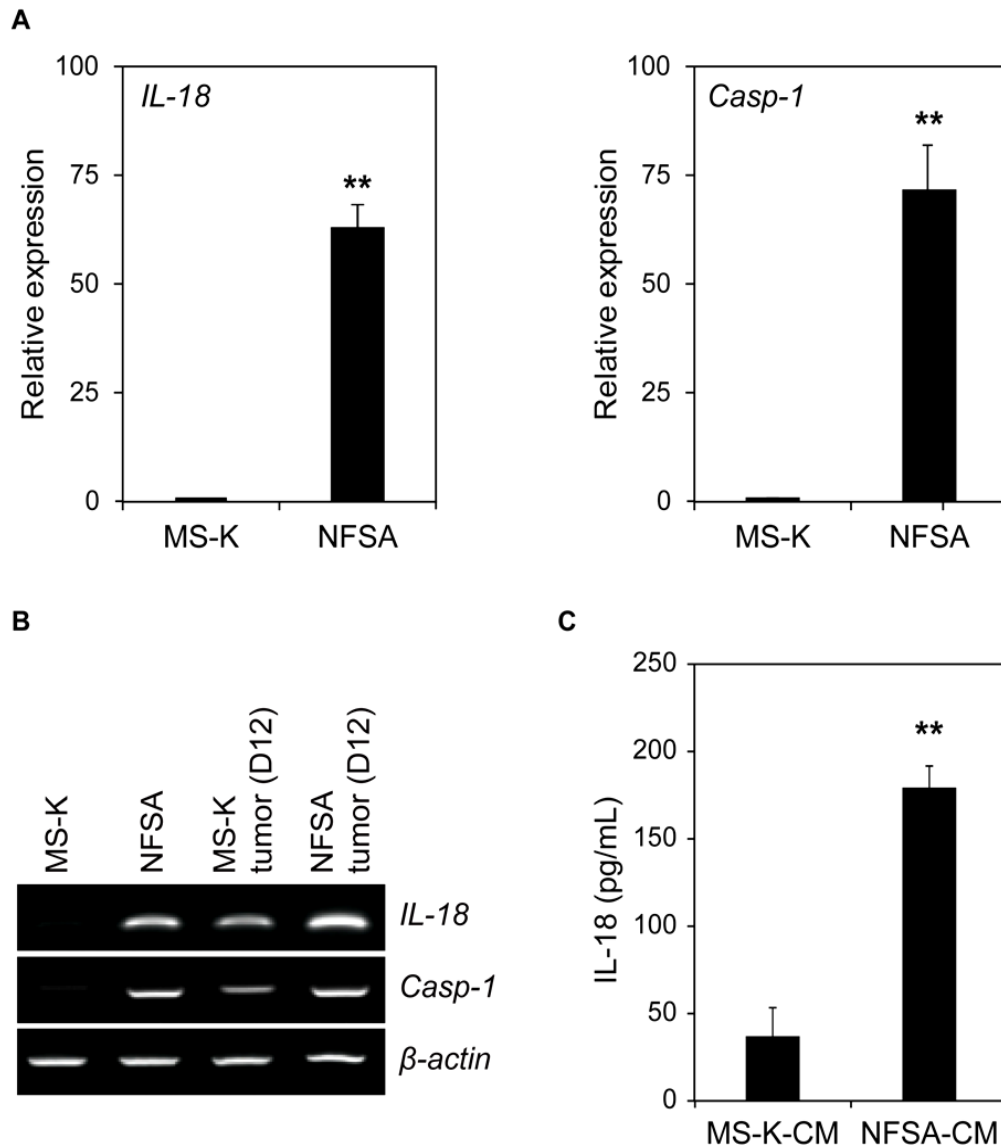 A
IL-18
Relative expression
100
75
**
50
25
0
MS-K NFSA
Casp-1
Relative expression
100
75
**
50
25
0
MS-K NFSA
B
MS-K
NFSA
MS-K
tumor (D12)
NFSA
tumor (D12)
IL-18
Casp-1
β-actin
C
IL-18 (pg/mL)
250
200
**
150
100
50
0
MS-K-CM NFSA-CM